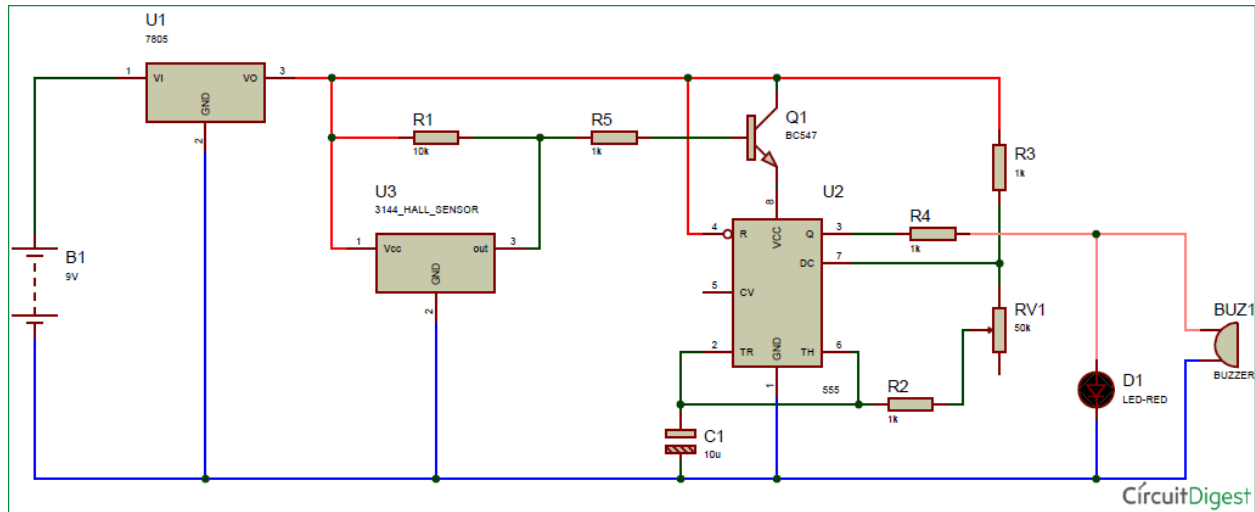 U1
7805
1
VI
VO
3
GND
2
R1
10k
R5
1k
Q1
BC547
R3
1k
U3
3144_HALL_SENSOR
1
Vcc
out
3
GND
2
U2
8
VCC
4
R
Q
3
R4
1k
DC
7
5
CV
2
TR
GND
TH
6
1
555
B1
9V
RV1
50k
BUZ1
BUZZER
R2
1k
D1
LED-RED
C1
10u
CírcuitDigest